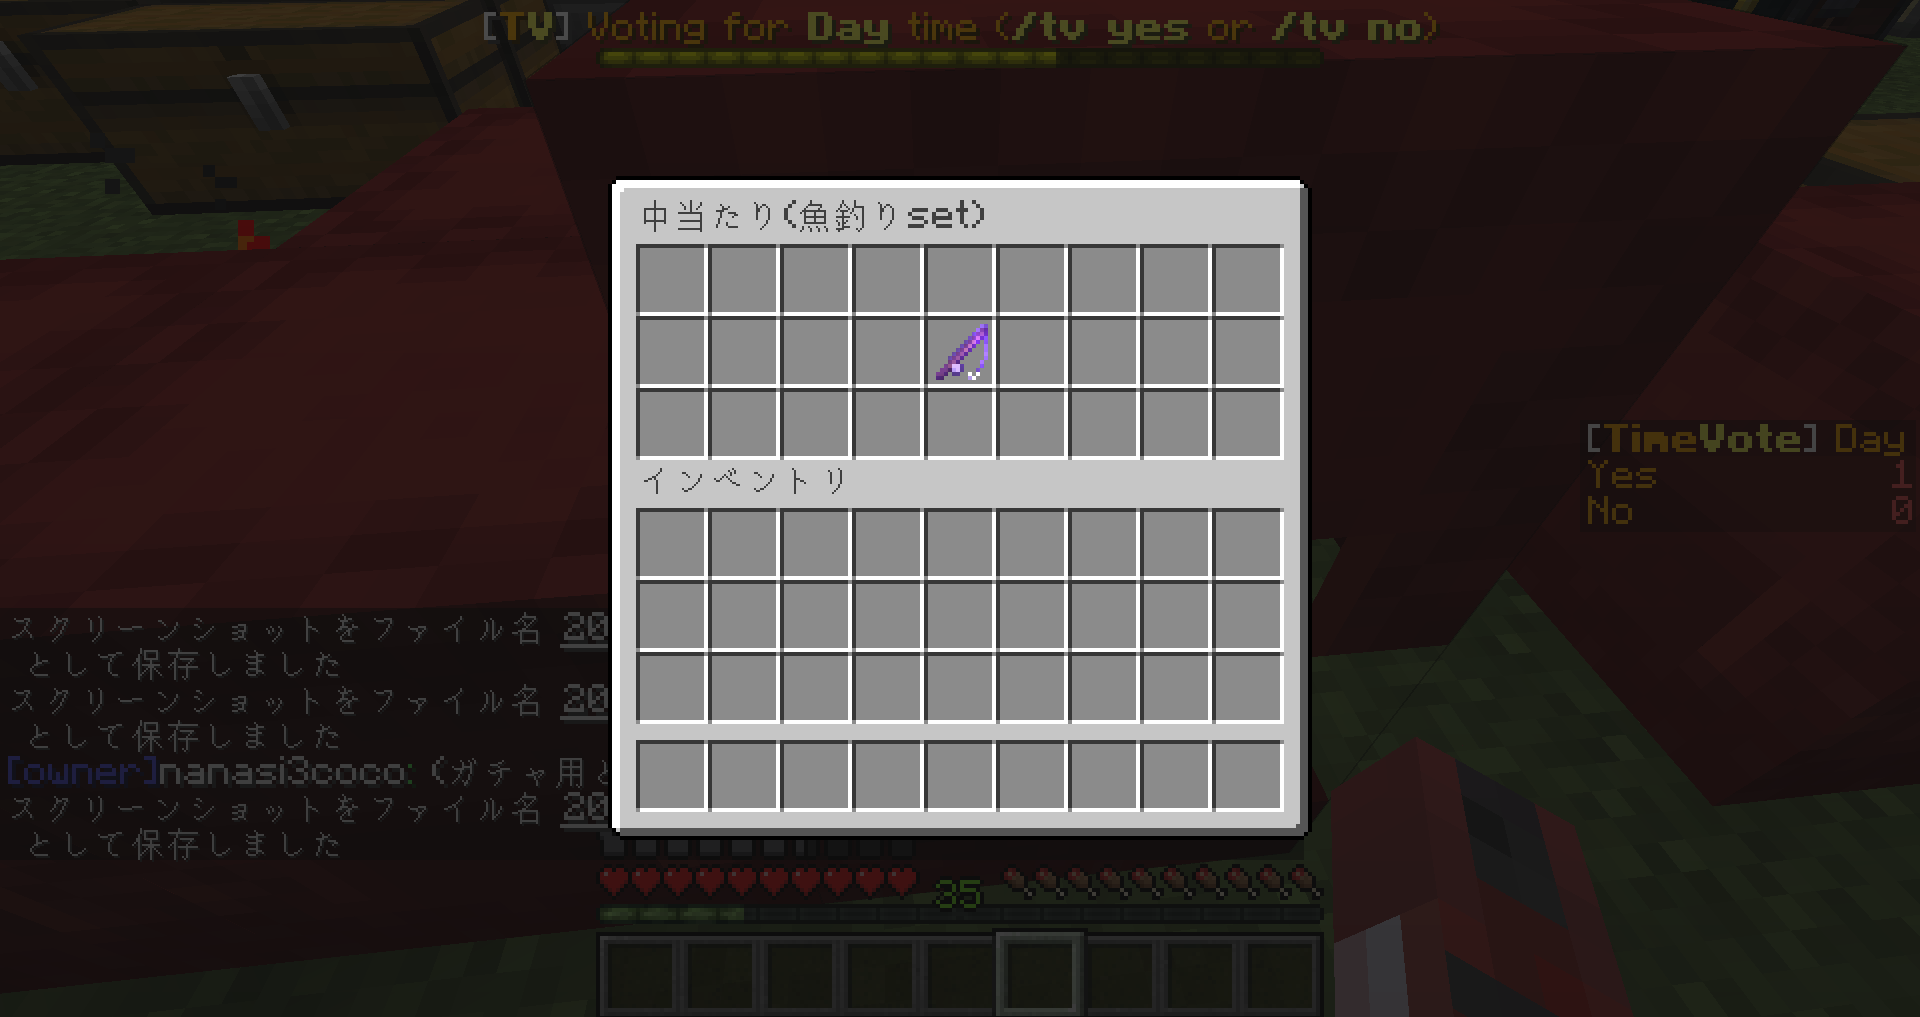 [TV] Voting for Day time (/tv yes or /tv no)
中当たり(魚釣りset)
インベントリ
[TimeVote] Day
Yes 1
No 0
スクリーンショットをファイル名 20
として保存しました
スクリーンショットをファイル名 20
として保存しました
[owner]nanasi3coco: (ガチャ用
スクリーンショットをファイル名 20
として保存しました
35